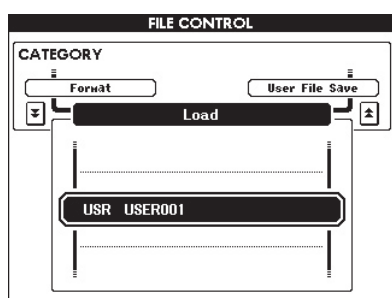 FILE CONTROL
CATEGORY
Format
User File Save
Load
USR USER001